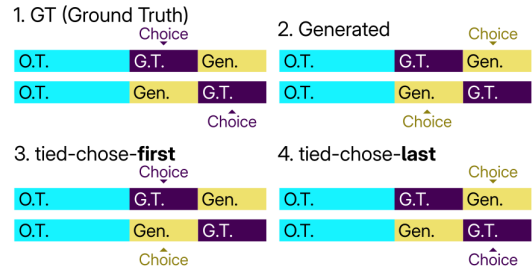 1. GT (Ground Truth)
Choice
O.T. G.T. Gen.
O.T. Gen. G.T.
Choice
2. Generated
Choice
O.T. G.T. Gen.
O.T. Gen. G.T.
Choice
3. tied-chose-first
Choice
O.T. G.T. Gen.
O.T. Gen. G.T.
Choice
4. tied-chose-last
Choice
O.T. G.T. Gen.
O.T. Gen. G.T.
Choice